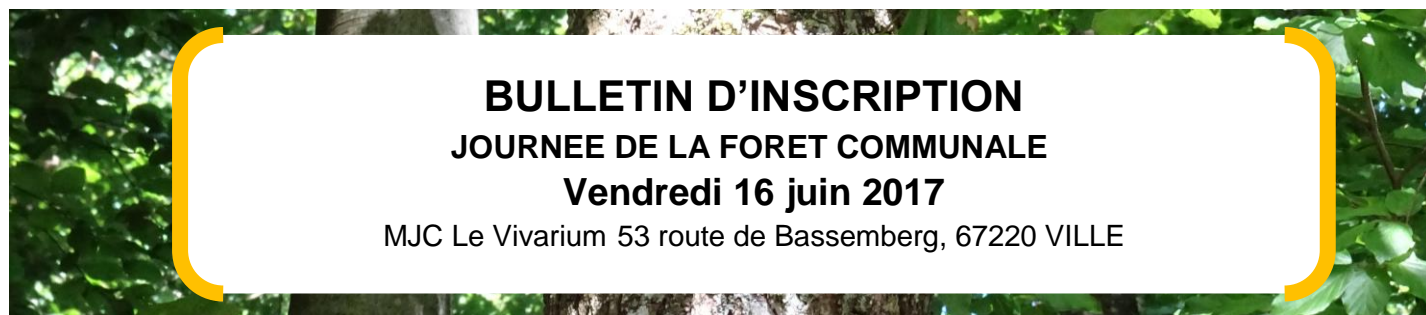 BULLETIN D’INSCRIPTION
JOURNEE DE LA FORET COMMUNALE
Vendredi 16 juin 2017
MJC Le Vivarium 53 route de Bassemberg, 67220 VILLE